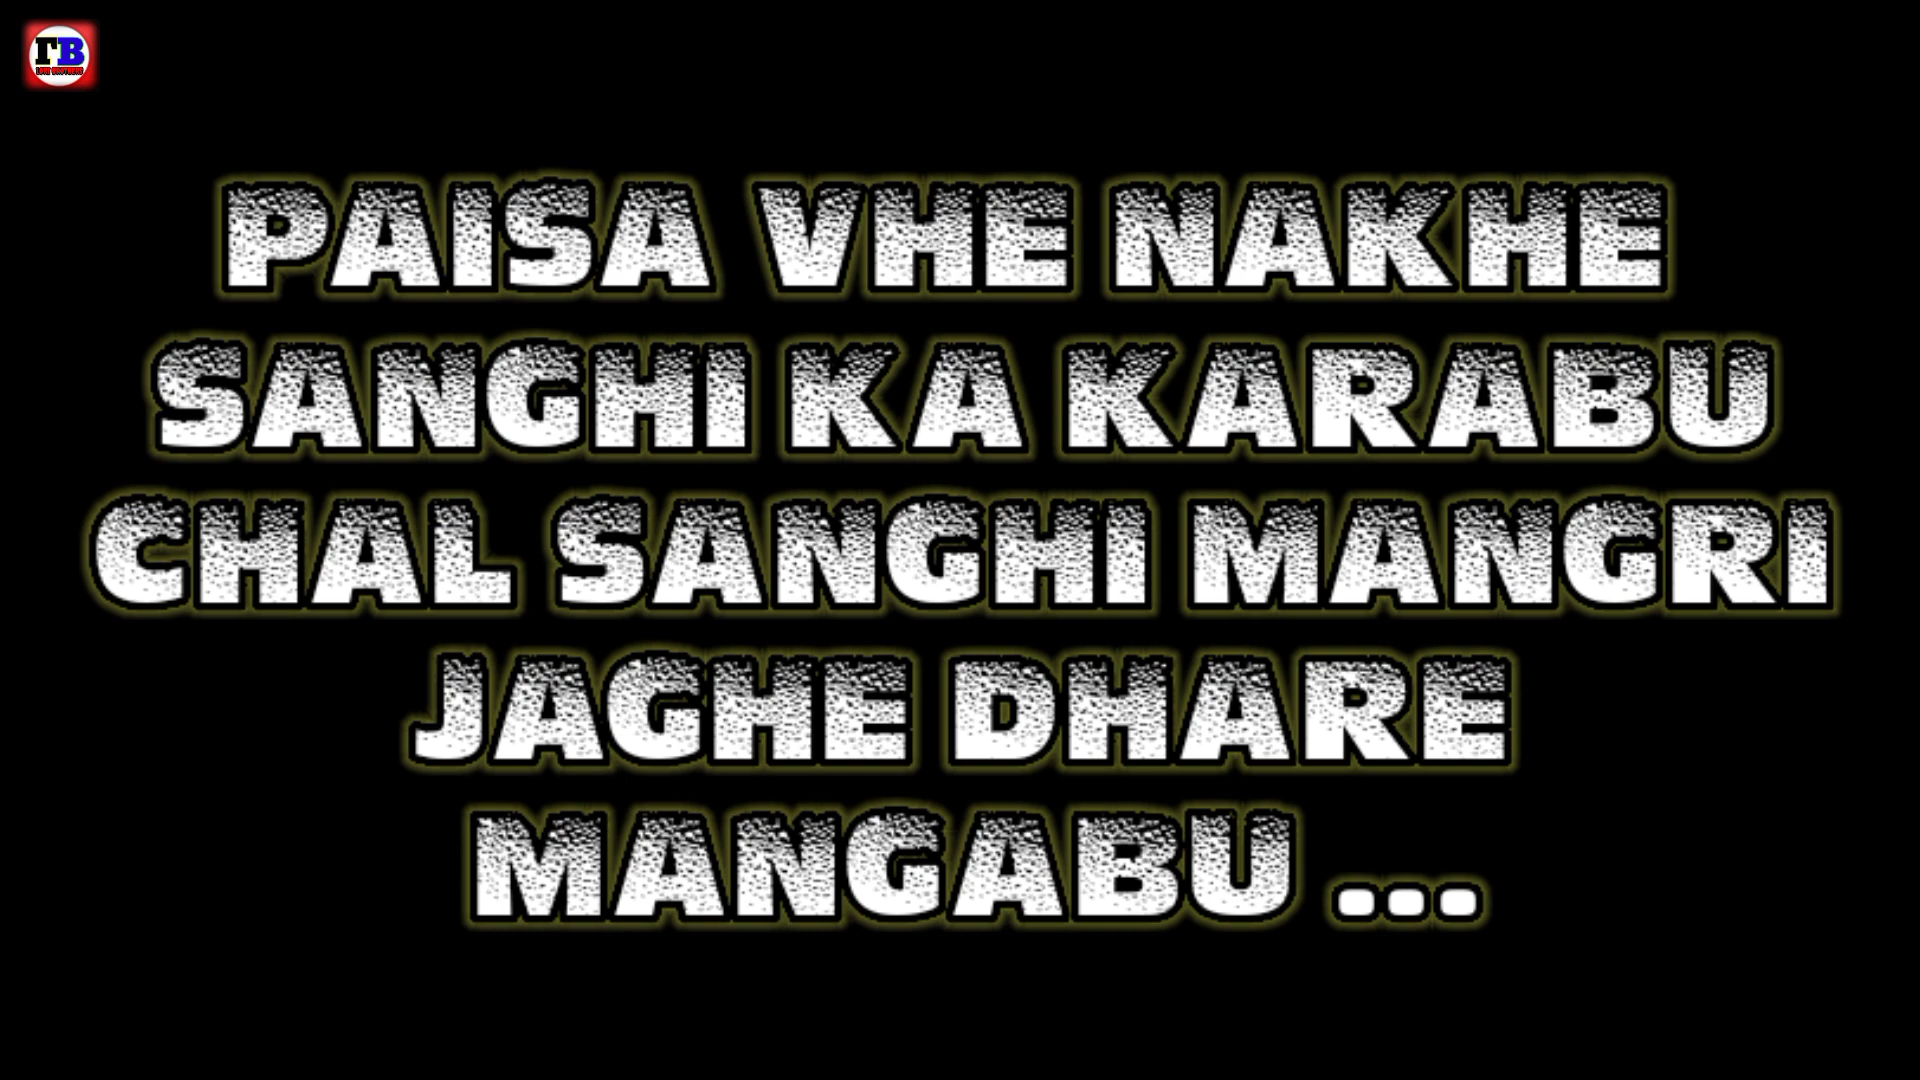 PAISA VHE NAKHE
SANGHI KA KARABU
CHAL SANGHI MANGRI
JAGHE DHARE
MANGABU ...